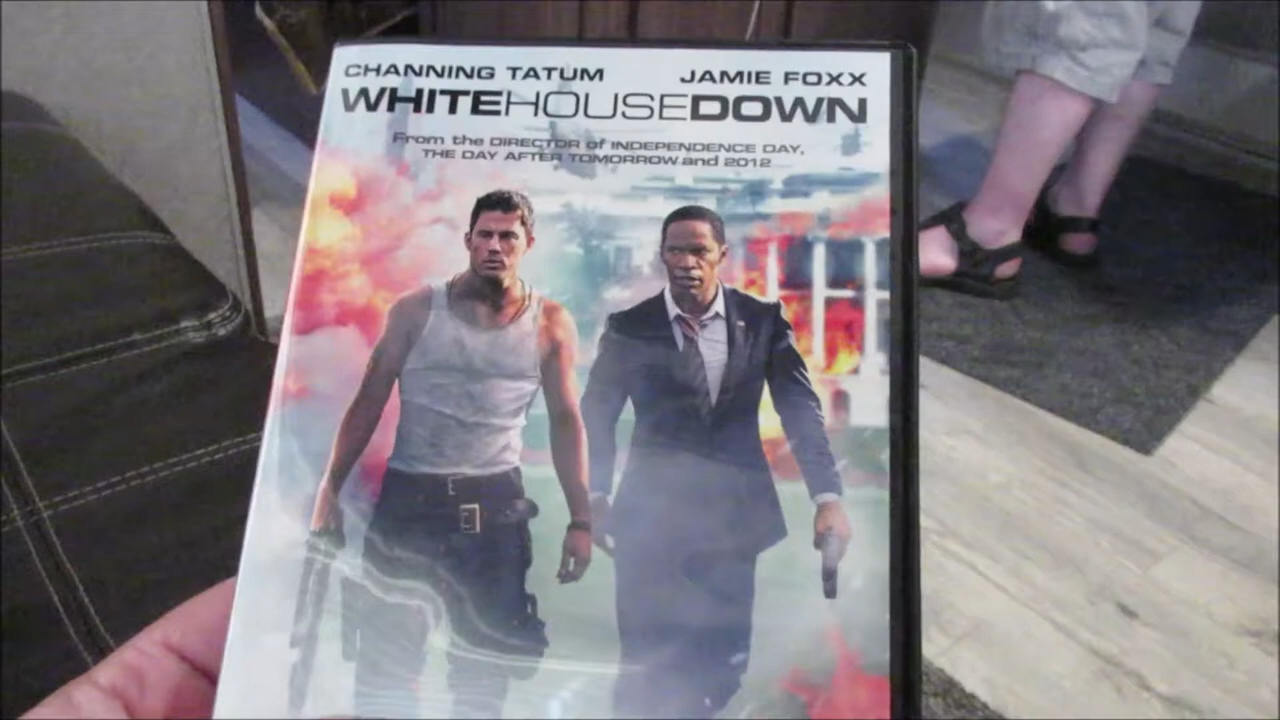 CHANNING TATUM JAMIE FOXX
WHITEHOUSEDOWN
From the DIRECTOR of INDEPENDENCE DAY,
THE DAY AFTER TOMORROW and 2012